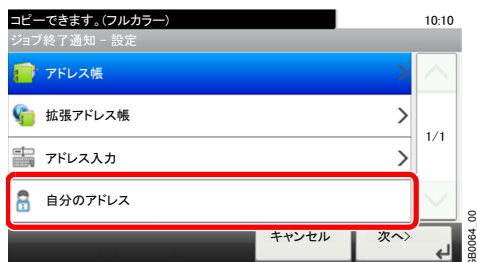 コピーできます。(フルカラー)
10:10
ジョブ終了通知 - 設定
アドレス帳
拡張アドレス帳
1/1
アドレス入力
自分のアドレス
キャンセル
次へ>
GB0064_00